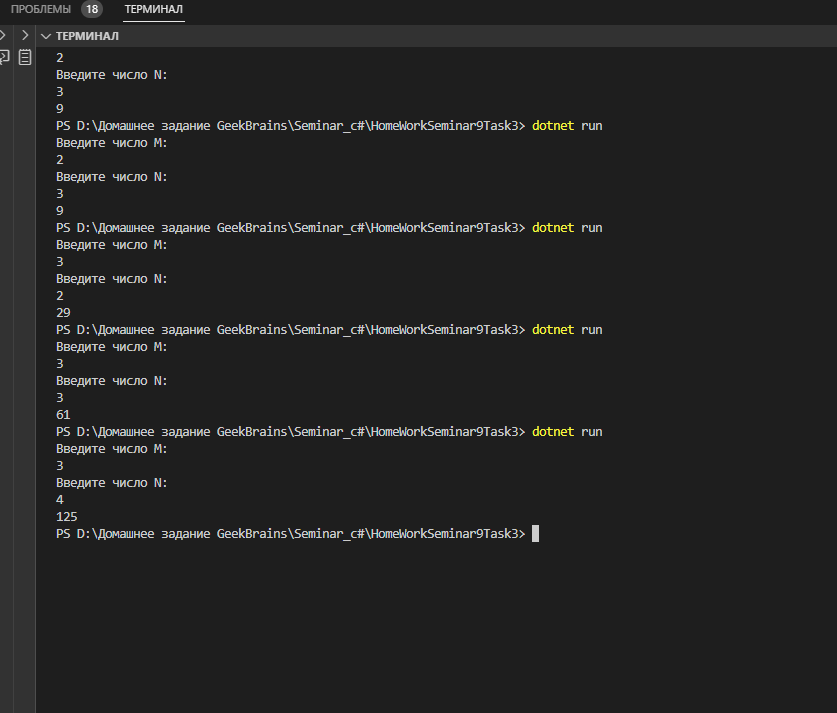 ПРОБЛЕМЫ 18 ТЕРМИНАЛ
ТЕРМИНАЛ
2
Введите число N:
3
9
PS D:\Домашнее задание GeekBrains\Seminar_c#\HomeWorkSeminar9Task3> dotnet run
Введите число M:
2
Введите число N:
3
9
PS D:\Домашнее задание GeekBrains\Seminar_c#\HomeWorkSeminar9Task3> dotnet run
Введите число M:
3
Введите число N:
2
29
PS D:\Домашнее задание GeekBrains\Seminar_c#\HomeWorkSeminar9Task3> dotnet run
Введите число M:
3
Введите число N:
3
61
PS D:\Домашнее задание GeekBrains\Seminar_c#\HomeWorkSeminar9Task3> dotnet run
Введите число M:
3
Введите число N:
4
125
PS D:\Домашнее задание GeekBrains\Seminar_c#\HomeWorkSeminar9Task3>